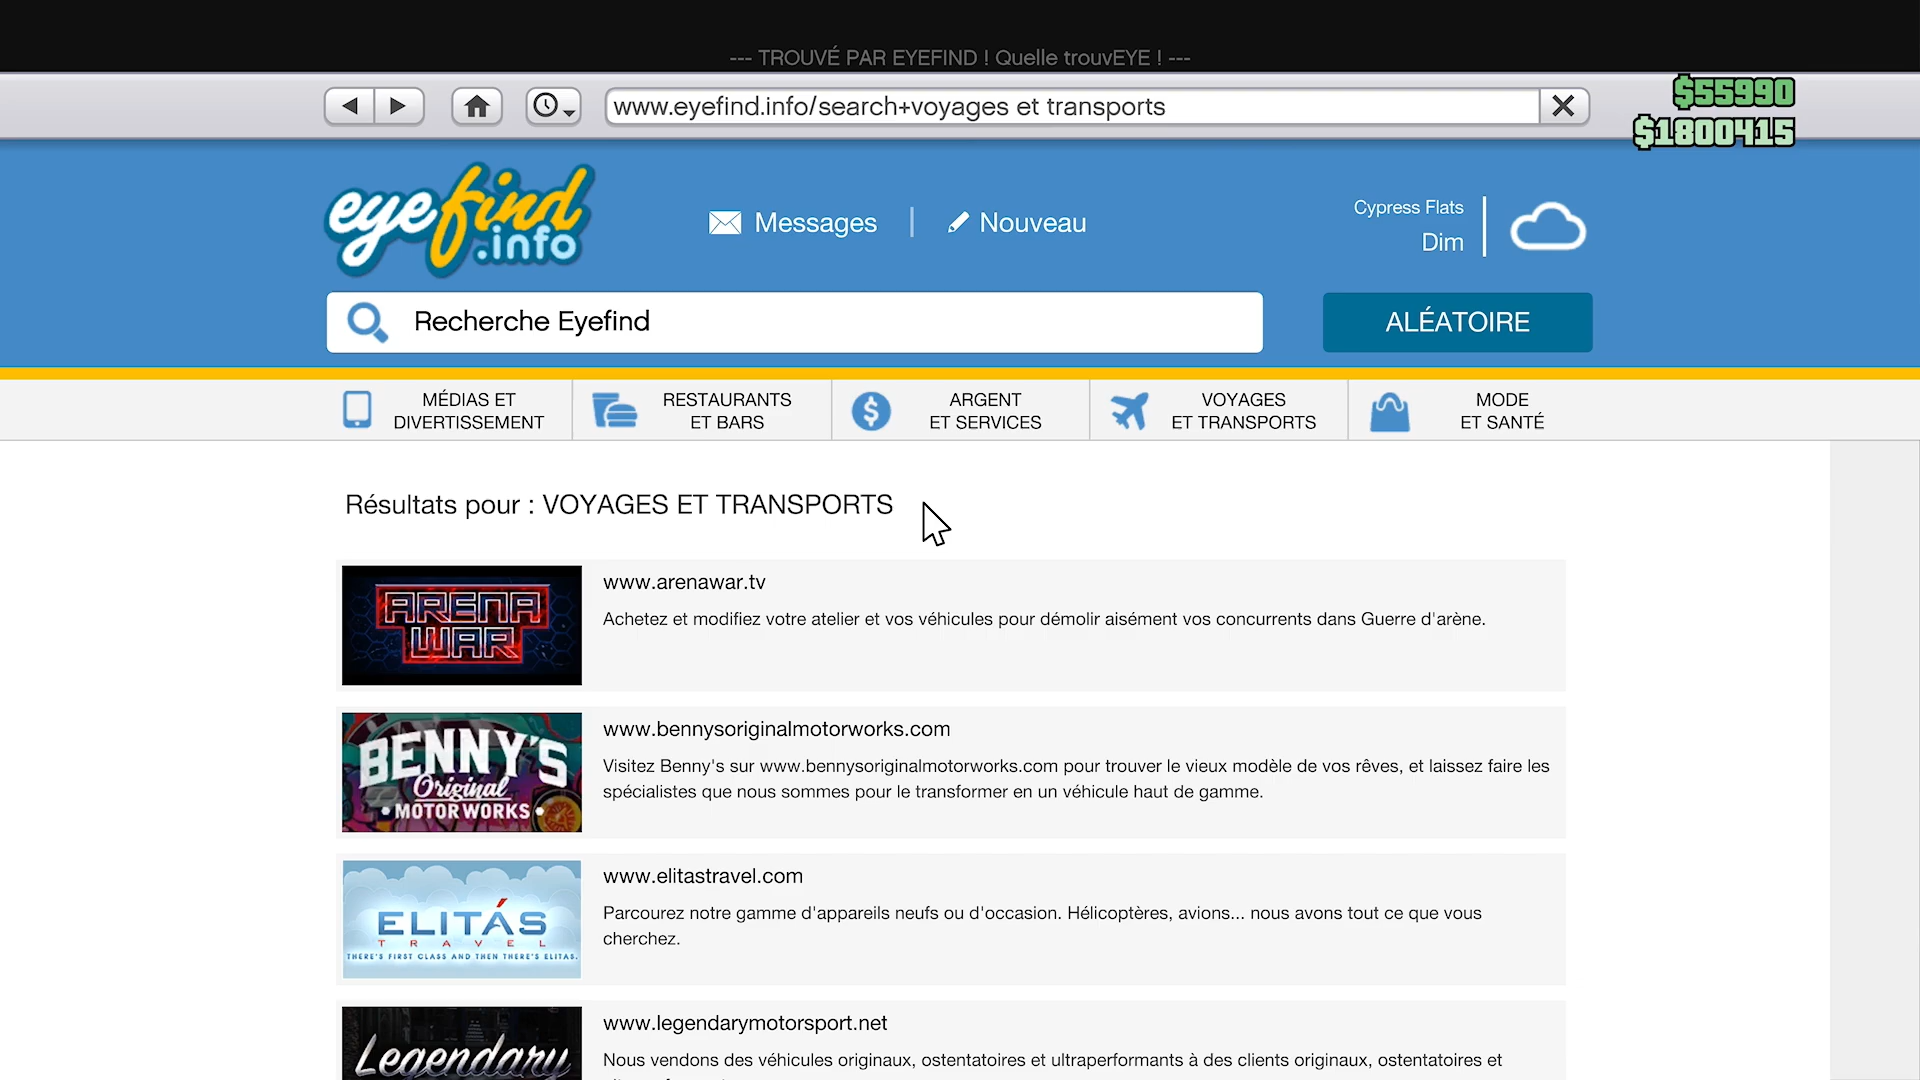 --- TROUVÉ PAR EYEFIND ! Quelle trouvEYE ! ---
www.eyefind.info/search+voyages et transports
$55990
$1800415
eyefind
.info
Messages
Nouveau
Cypress Flats
Dim
Recherche Eyefind
ALÉATOIRE
MÉDIAS ET
DIVERTISSEMENT
RESTAURANTS
ET BARS
ARGENT
ET SERVICES
VOYAGES
ET TRANSPORTS
MODE
ET SANTÉ
Résultats pour : VOYAGES ET TRANSPORTS
ARENA
WAR
www.arenawar.tv
Achetez et modifiez votre atelier et vos véhicules pour démolir aisément vos concurrents dans Guerre d'arène.
BENNY'S
Original
• MOTOR WORKS •
www.bennysoriginalmotorworks.com
Visitez Benny's sur www.bennysoriginalmotorworks.com pour trouver le vieux modèle de vos rêves, et laissez faire les
spécialistes que nous sommes pour le transformer en un véhicule haut de gamme.
ELITÁS
TRAVEL
THERE'S FIRST CLASS AND THEN THERE'S ELITAS.
www.elitastravel.com
Parcourez notre gamme d'appareils neufs ou d'occasion. Hélicoptères, avions... nous avons tout ce que vous
cherchez.
Legendary
www.legendarymotorsport.net
Nous vendons des véhicules originaux, ostentatoires et ultraperformants à des clients originaux, ostentatoires et